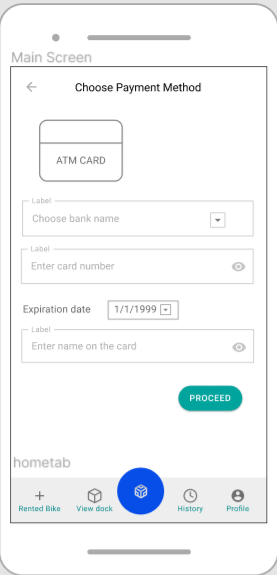 Main Screen
Choose Payment Method
ATM CARD
Label
Choose bank name
Label
Enter card number
Expiration date 1/1/1999
Label
Enter name on the card
PROCEED
hometab
Rented Bike View dock History Profile